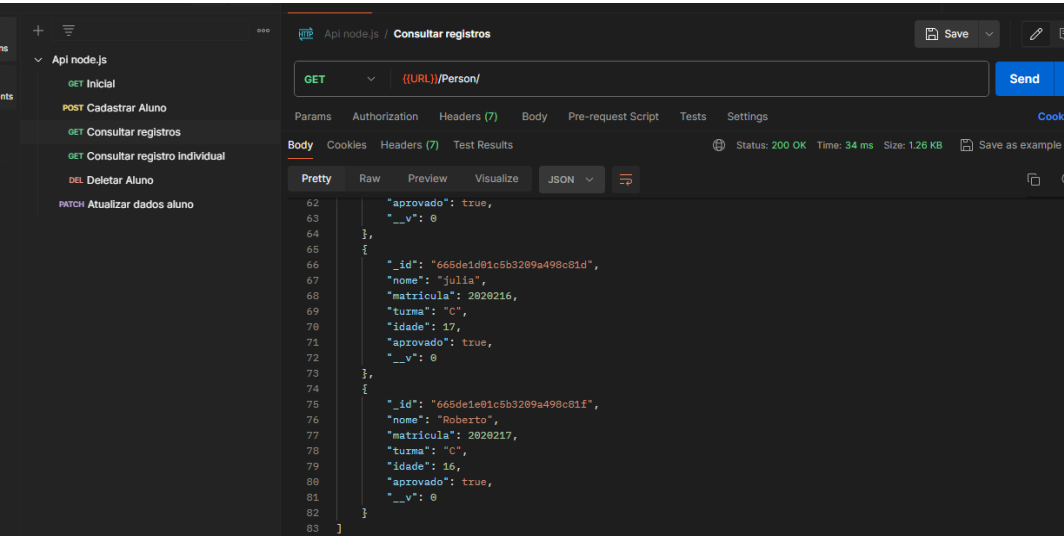 ns
nts
Api node.js
GET Inicial
POST Cadastrar Aluno
GET Consultar registros
GET Consultar registro individual
DEL Deletar Aluno
PATCH Atualizar dados aluno
HTTP Api node.js / Consultar registros Save
GET {{URL}}/Person/ Send
Params Authorization Headers (7) Body Pre-request Script Tests Settings Cook
Body Cookies Headers (7) Test Results Status: 200 OK Time: 34 ms Size: 1.26 KB Save as example
Pretty Raw Preview Visualize JSON
62 "aprovado": true,
63 "__v": 0
64 },
65 {
66 "_id": "665de1d01c5b3209a498c81d",
67 "nome": "julia",
68 "matricula": 2020216,
69 "turma": "C",
70 "idade": 17,
71 "aprovado": true,
72 "__v": 0
73 },
74 {
75 "_id": "665de1e01c5b3209a498c81f",
76 "nome": "Roberto",
77 "matricula": 2020217,
78 "turma": "C",
79 "idade": 16,
80 "aprovado": true,
81 "__v": 0
82 }
83 ]